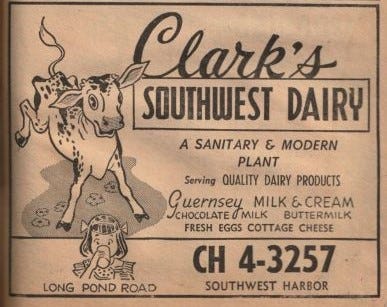 Clark's
SOUTHWEST DAIRY
A SANITARY & MODERN
PLANT
Serving QUALITY DAIRY PRODUCTS
Guernsey MILK & CREAM
CHOCOLATE MILK BUTTERMILK
FRESH EGGS COTTAGE CHEESE
CH 4-3257
LONG POND ROAD
SOUTHWEST HARBOR